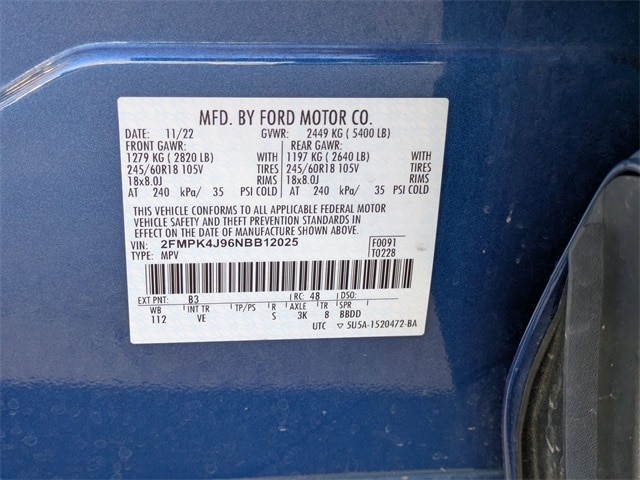 MFD. BY FORD MOTOR CO.
DATE: 11/22 GVWR: 2449 KG ( 5400 LB)
FRONT GAWR: REAR GAWR:
1279 KG ( 2820 LB) WITH 1197 KG ( 2640 LB) WITH
245/60R18 105V TIRES 245/60R18 105V TIRES
18x8.0J RIMS 18x8.0J RIMS
AT 240 kPa/ 35 PSI COLD AT 240 kPa/ 35 PSI COLD
THIS VEHICLE CONFORMS TO ALL APPLICABLE FEDERAL MOTOR
VEHICLE SAFETY AND THEFT PREVENTION STANDARDS IN
EFFECT ON THE DATE OF MANUFACTURE SHOWN ABOVE.
VIN: 2FMPK4J96NBB12025 F0091
TYPE: MPV T0228
EXT PNT: B3 RC: 48 DSO:
WB INT TR TP/PS R AXLE TR SPR
112 VE S 3K 8 BBDD
UTC ▽ 5U5A-1520472-BA